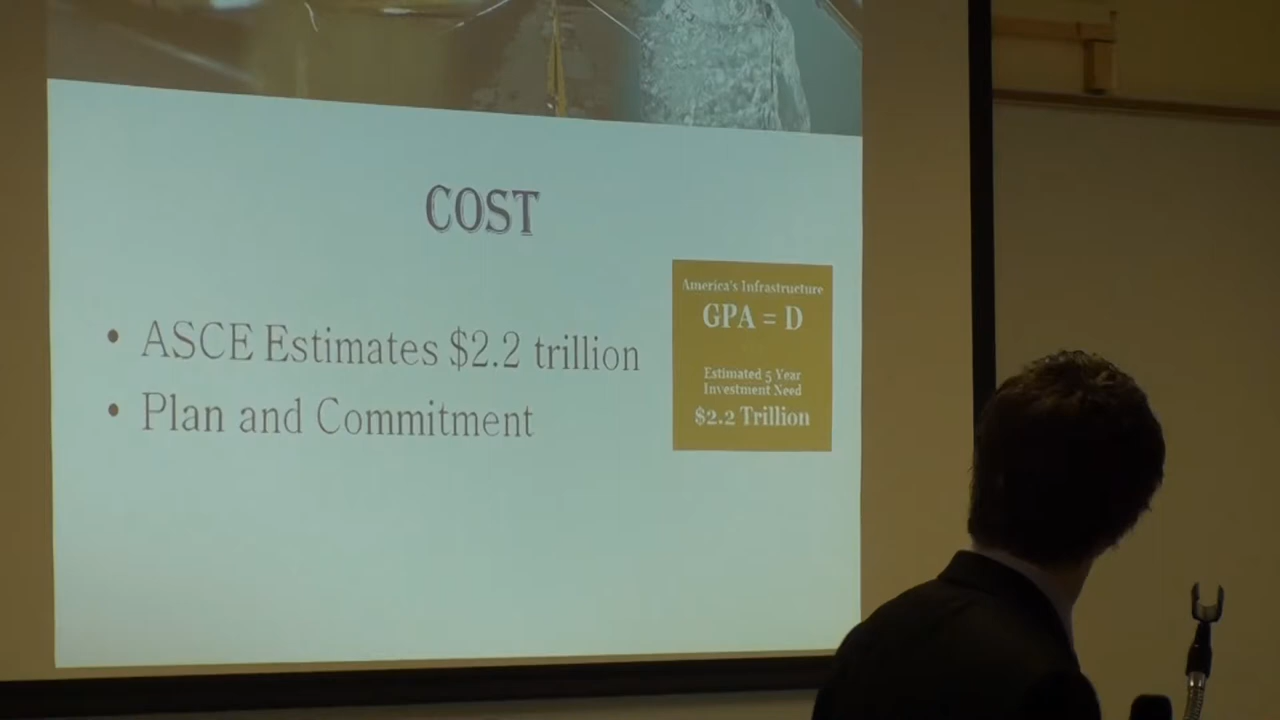 COST
• ASCE Estimates $2.2 trillion
• Plan and Commitment
America's Infrastructure
GPA = D
Estimated 5 Year
Investment Need
$2.2 Trillion